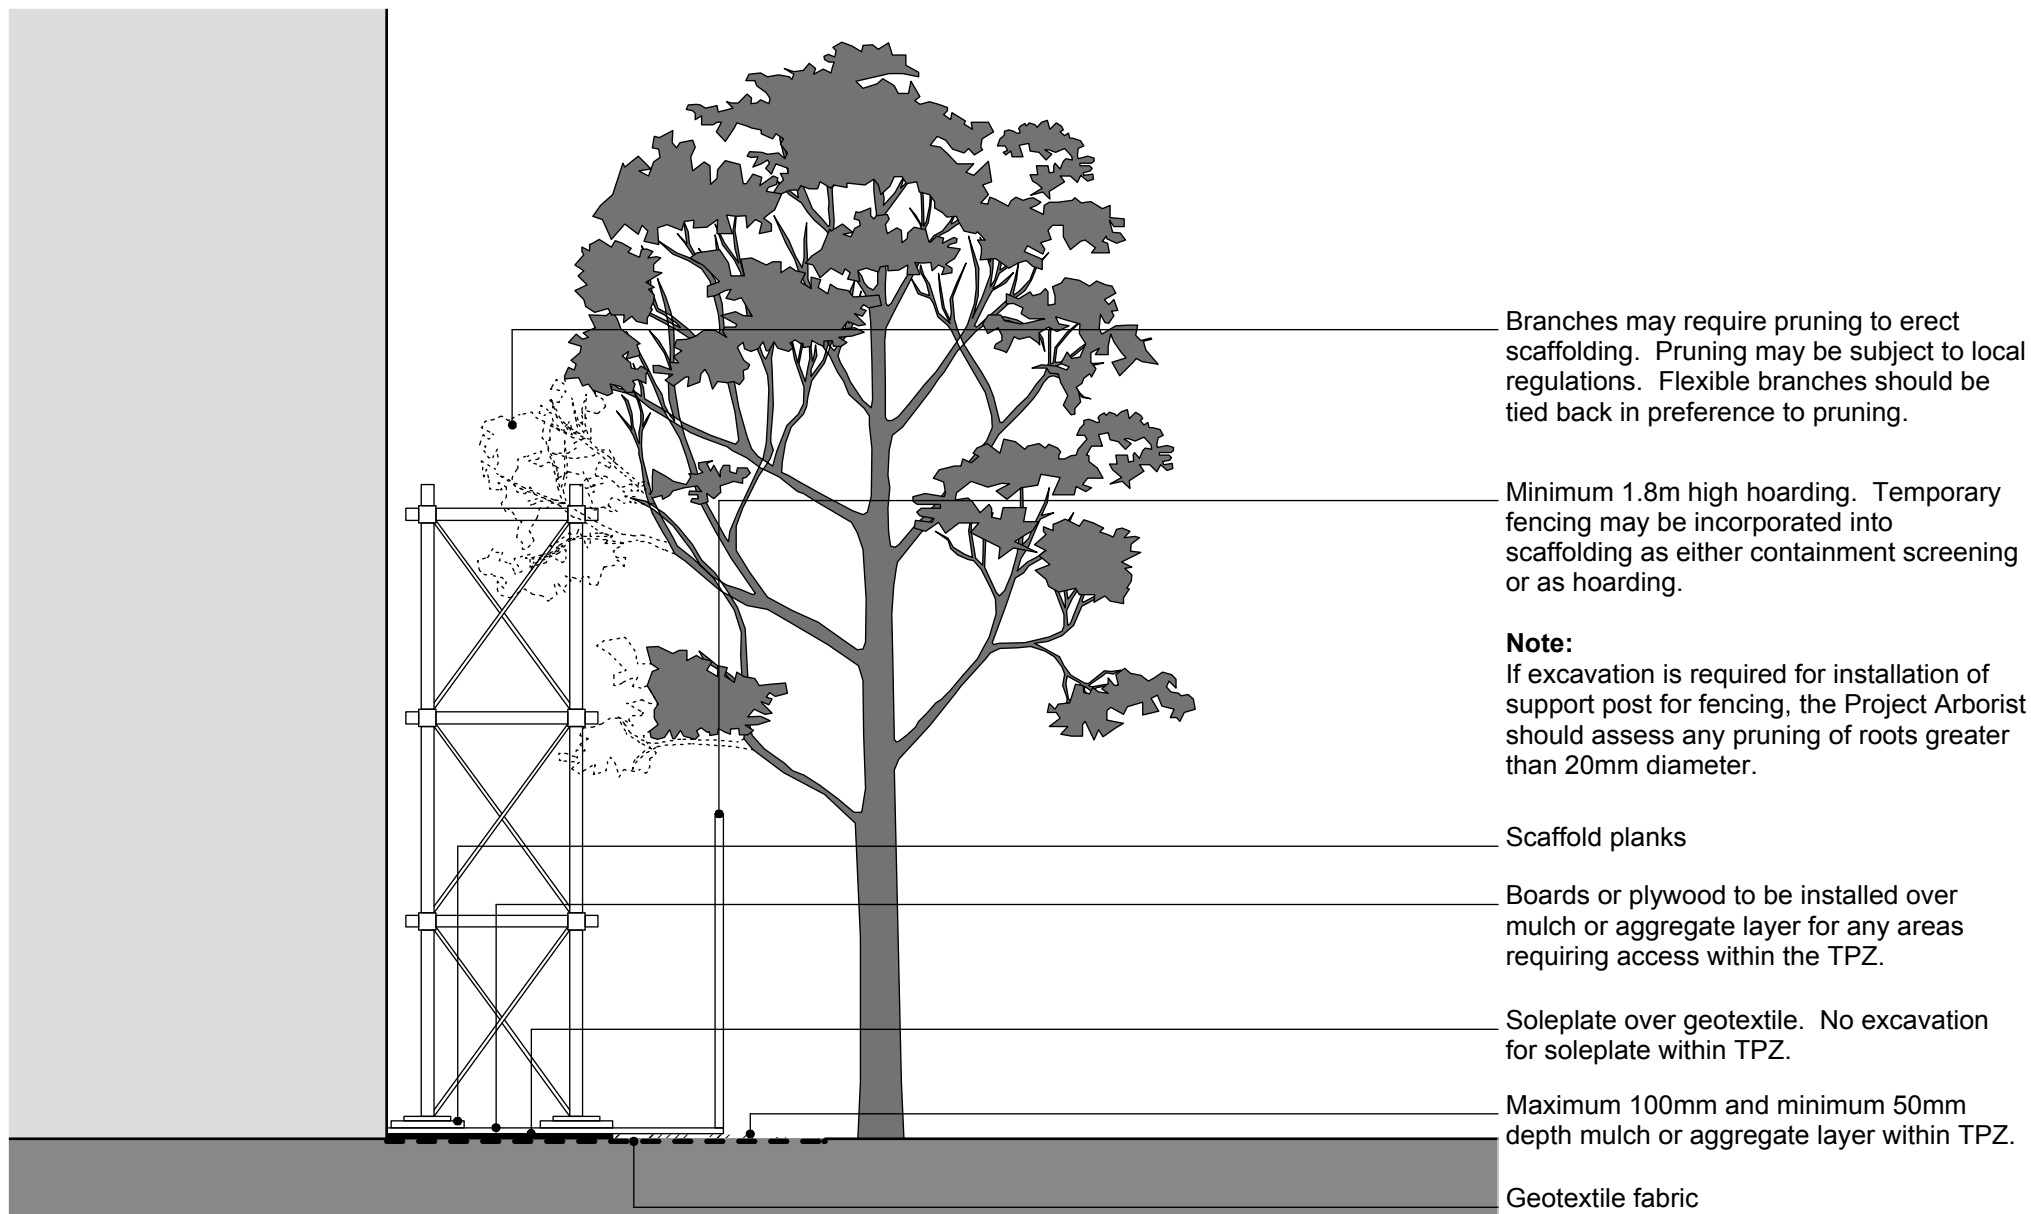 Branches may require pruning to erect
scaffolding.  Pruning may be subject to local
regulations.  Flexible branches should be
tied back in preference to pruning.
Minimum 1.8m high hoarding.  Temporary
fencing may be incorporated into
scaffolding as either containment screening
or as hoarding.
Note:
If excavation is required for installation of
support post for fencing, the Project Arborist
should assess any pruning of roots greater
than 20mm diameter.
Scaffold planks
Boards or plywood to be installed over
mulch or aggregate layer for any areas
requiring access within the TPZ.
Soleplate over geotextile.  No excavation
for soleplate within TPZ.
Maximum 100mm and minimum 50mm
depth mulch or aggregate layer within TPZ.
Geotextile fabric